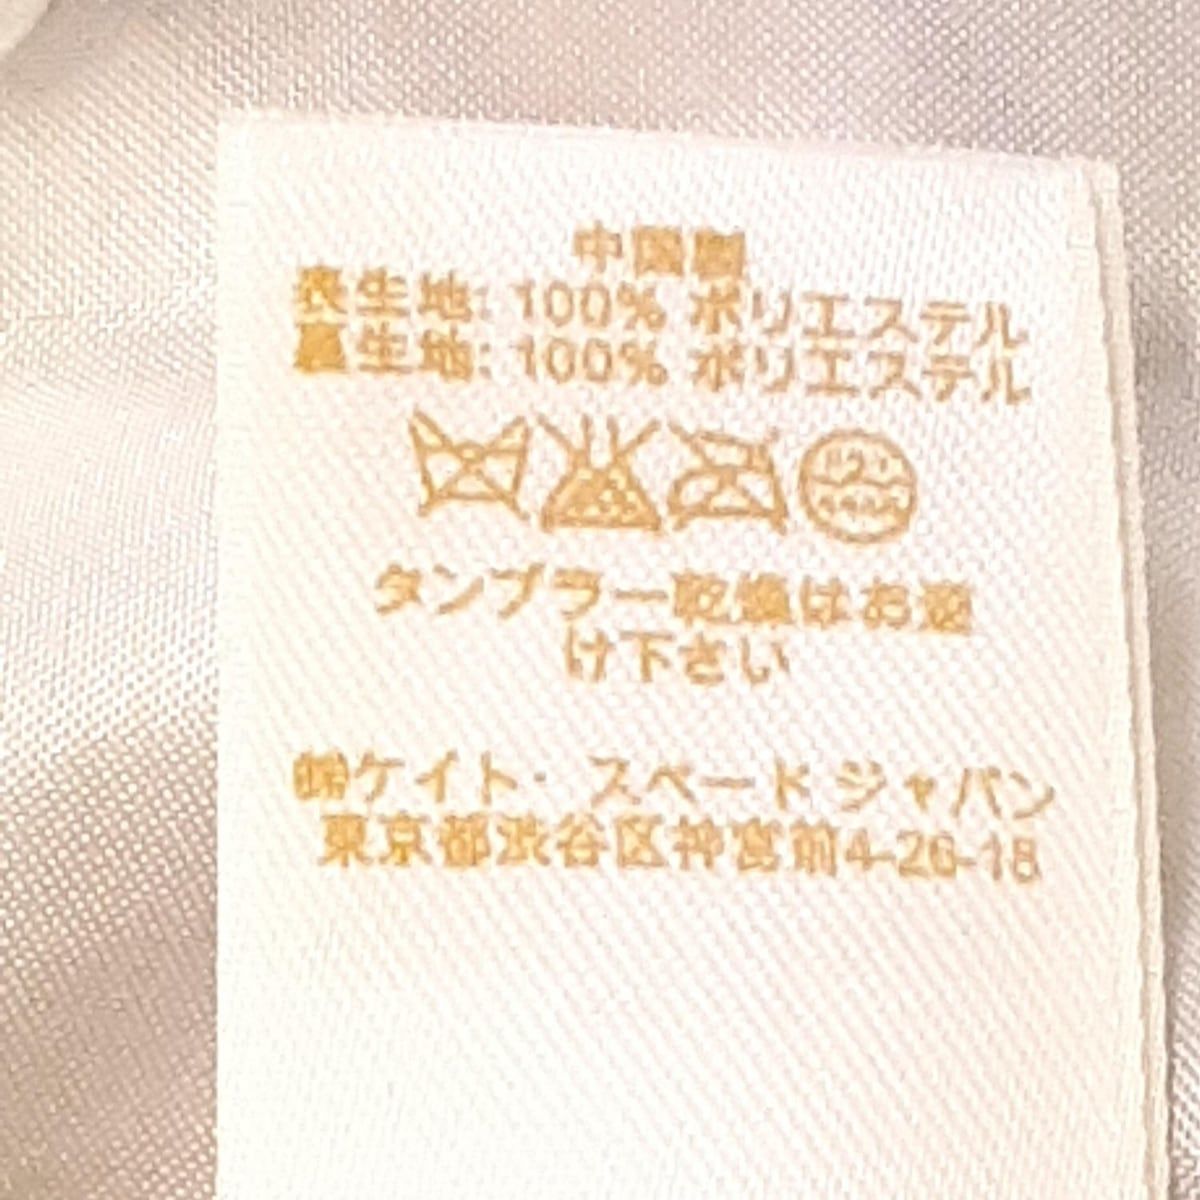 中国製
表生地: 100% ポリエステル
裏生地: 100% ポリエステル
タンブラー乾燥はお避
け下さい
㈱ケイト・スペード ジャパン
東京都渋谷区神宮前4-26-18